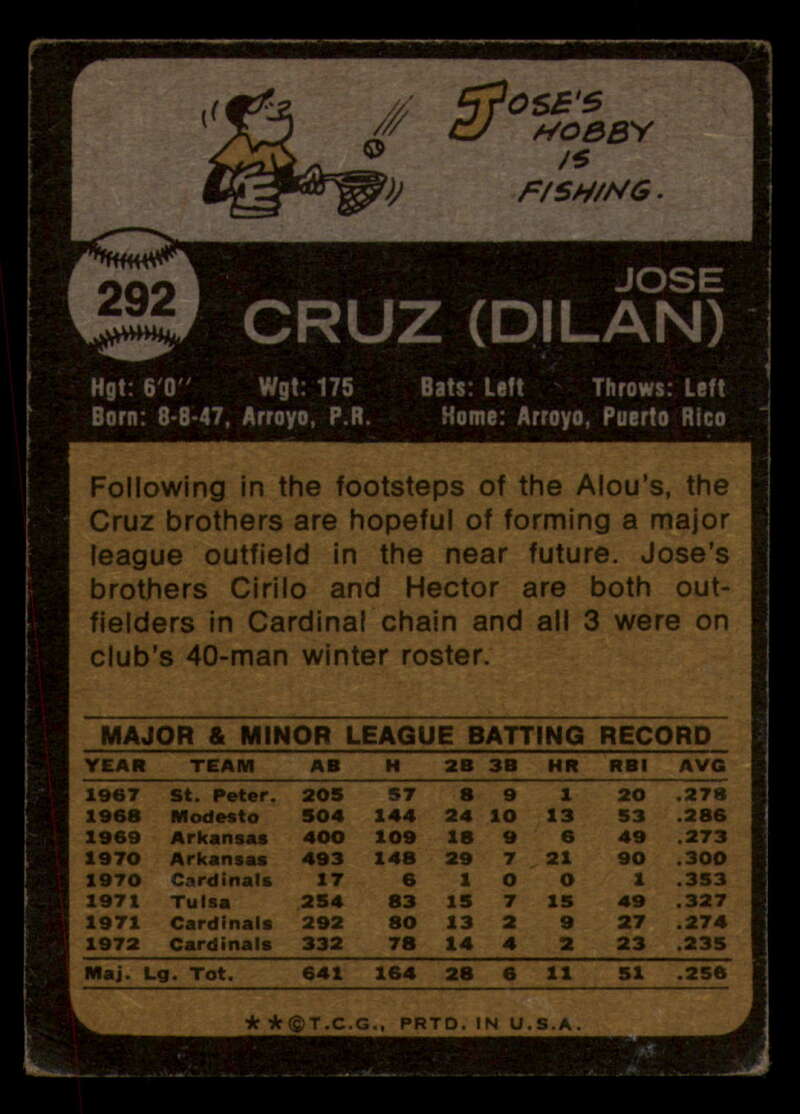 JOSE'S
HOBBY
IS
FISHING.
292
JOSE
CRUZ (DILAN)
Hgt: 6'0" Wgt: 175 Bats: Left Throws: Left
Born: 8-8-47, Arroyo, P.R. Home: Arroyo, Puerto Rico
Following in the footsteps of the Alou's, the
Cruz brothers are hopeful of forming a major
league outfield in the near future. Jose's
brothers Cirilo and Hector are both out-
fielders in Cardinal chain and all 3 were on
club's 40-man winter roster.
MAJOR & MINOR LEAGUE BATTING RECORD
YEAR TEAM AB H 2B 3B HR RBI AVG
1967 St. Peter. 205 57 8 9 1 20 .278
1968 Modesto 504 144 24 10 13 53 .286
1969 Arkansas 400 109 18 9 6 49 .273
1970 Arkansas 493 148 29 7 21 90 .300
1970 Cardinals 17 6 1 0 0 1 .353
1971 Tulsa 254 83 15 7 15 49 .327
1971 Cardinals 292 80 13 2 9 27 .274
1972 Cardinals 332 78 14 4 2 23 .235
Maj. Lg. Tot. 641 164 28 6 11 51 .256
★★©T.C.G., PRTD. IN U.S.A.